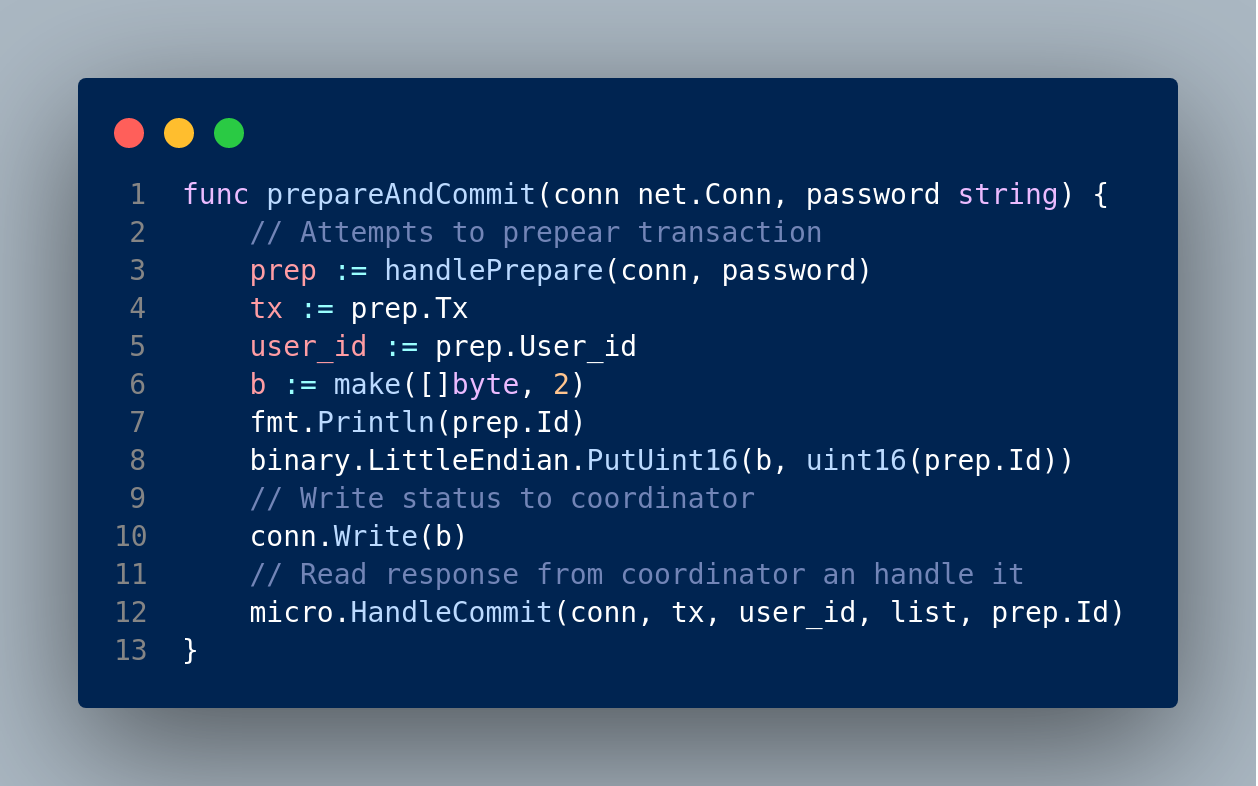 1 func prepareAndCommit(conn net.Conn, password string) {
2     // Attempts to prepear transaction
3     prep := handlePrepare(conn, password)
4     tx := prep.Tx
5     user_id := prep.User_id
6     b := make([]byte, 2)
7     fmt.Println(prep.Id)
8     binary.LittleEndian.PutUint16(b, uint16(prep.Id))
9     // Write status to coordinator
10     conn.Write(b)
11     // Read response from coordinator an handle it
12     micro.HandleCommit(conn, tx, user_id, list, prep.Id)
13 }